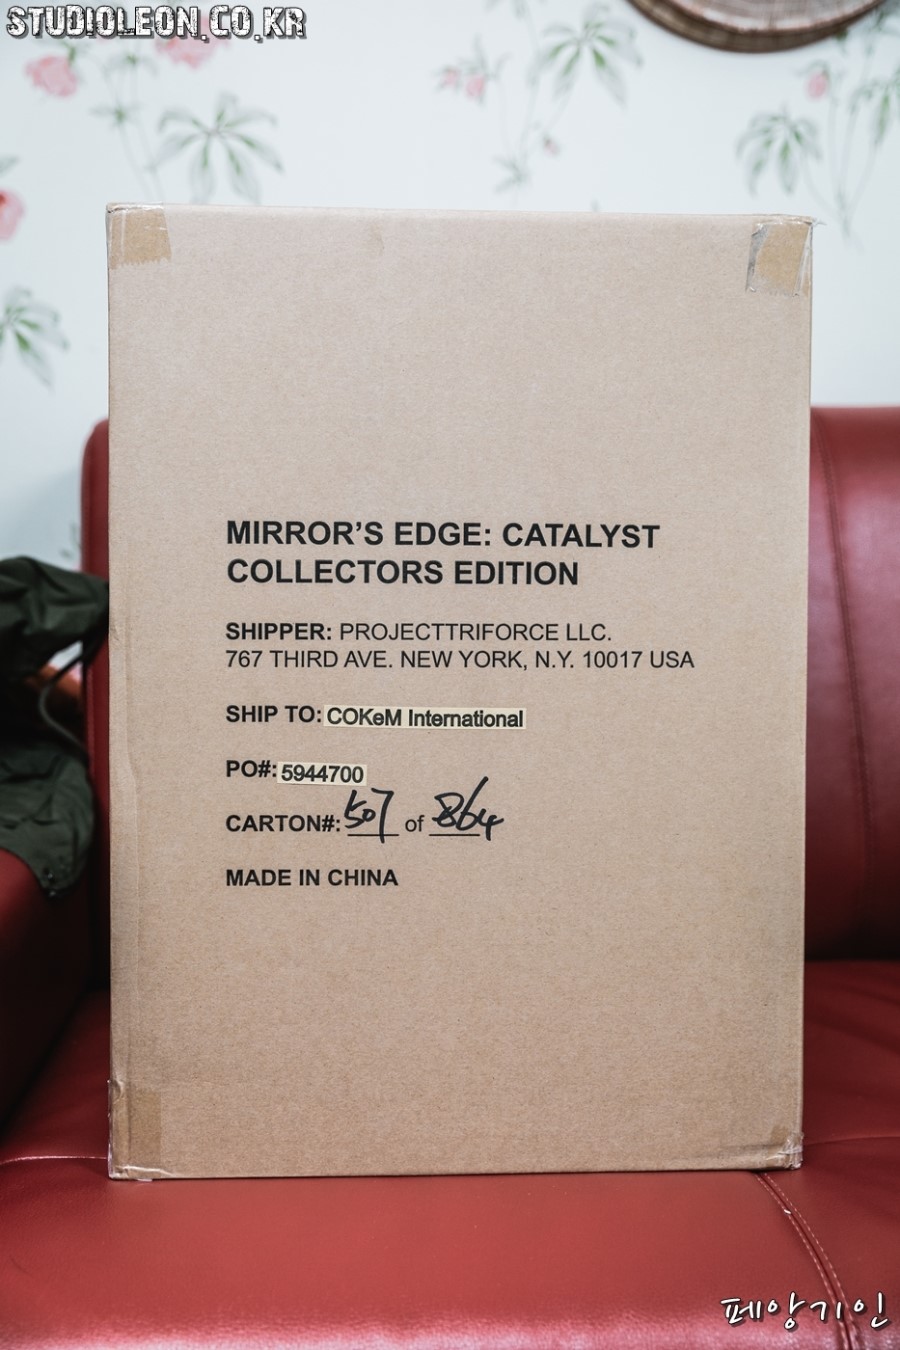 STUDIOLEON.CO.KR
MIRROR'S EDGE: CATALYST
COLLECTORS EDITION
SHIPPER: PROJECTTRIFORCE LLC.
767 THIRD AVE. NEW YORK, N.Y. 10017 USA
SHIP TO: COKeM International
PO#: 5944700
CARTON#: 507 of 864
MADE IN CHINA
페앙기인